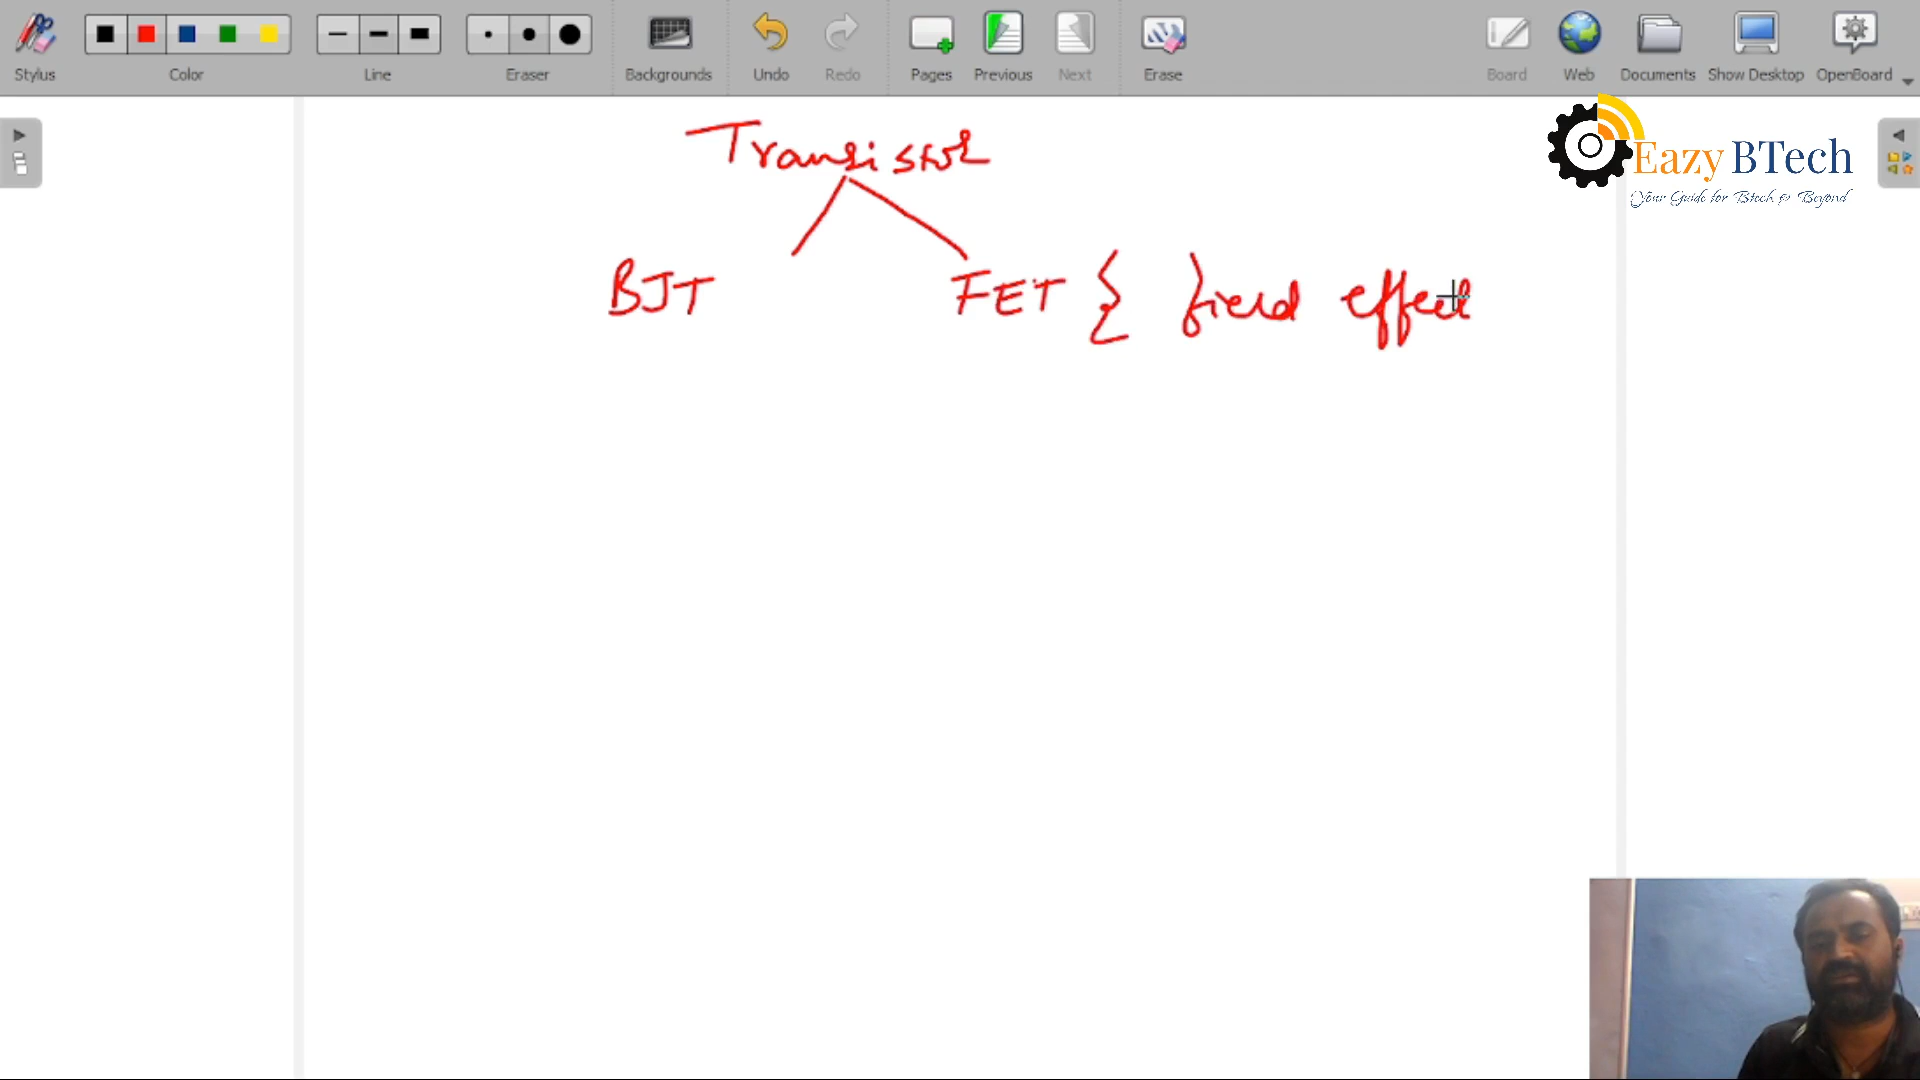 Stylus Color Line Eraser Backgrounds Undo Redo Pages Previous Next Erase Board Web Documents Show Desktop OpenBoard
Eazy BTech
Your Guide for Btech & Beyond
Transistor
BJT FET { field effect